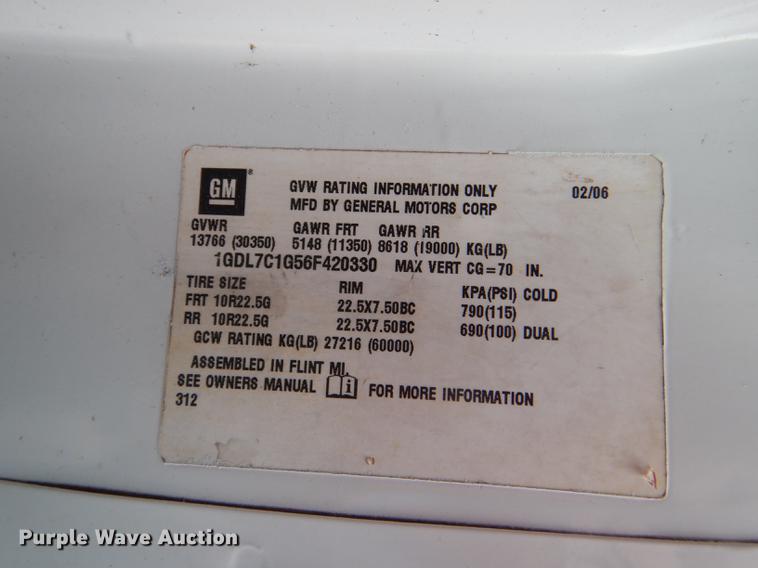 GM ®
GVW RATING INFORMATION ONLY 02/06
MFD BY GENERAL MOTORS CORP
GVWR GAWR FRT GAWR RR
13766 (30350) 5148 (11350) 8618 (19000) KG(LB)
1GDL7C1G56F420330 MAX VERT CG=70 IN.
TIRE SIZE RIM KPA(PSI) COLD
FRT 10R22.5G 22.5X7.50BC 790(115)
RR 10R22.5G 22.5X7.50BC 690(100) DUAL
GCW RATING KG(LB) 27216 (60000)
ASSEMBLED IN FLINT MI.
SEE OWNERS MANUAL i FOR MORE INFORMATION
312
Purple Wave Auction